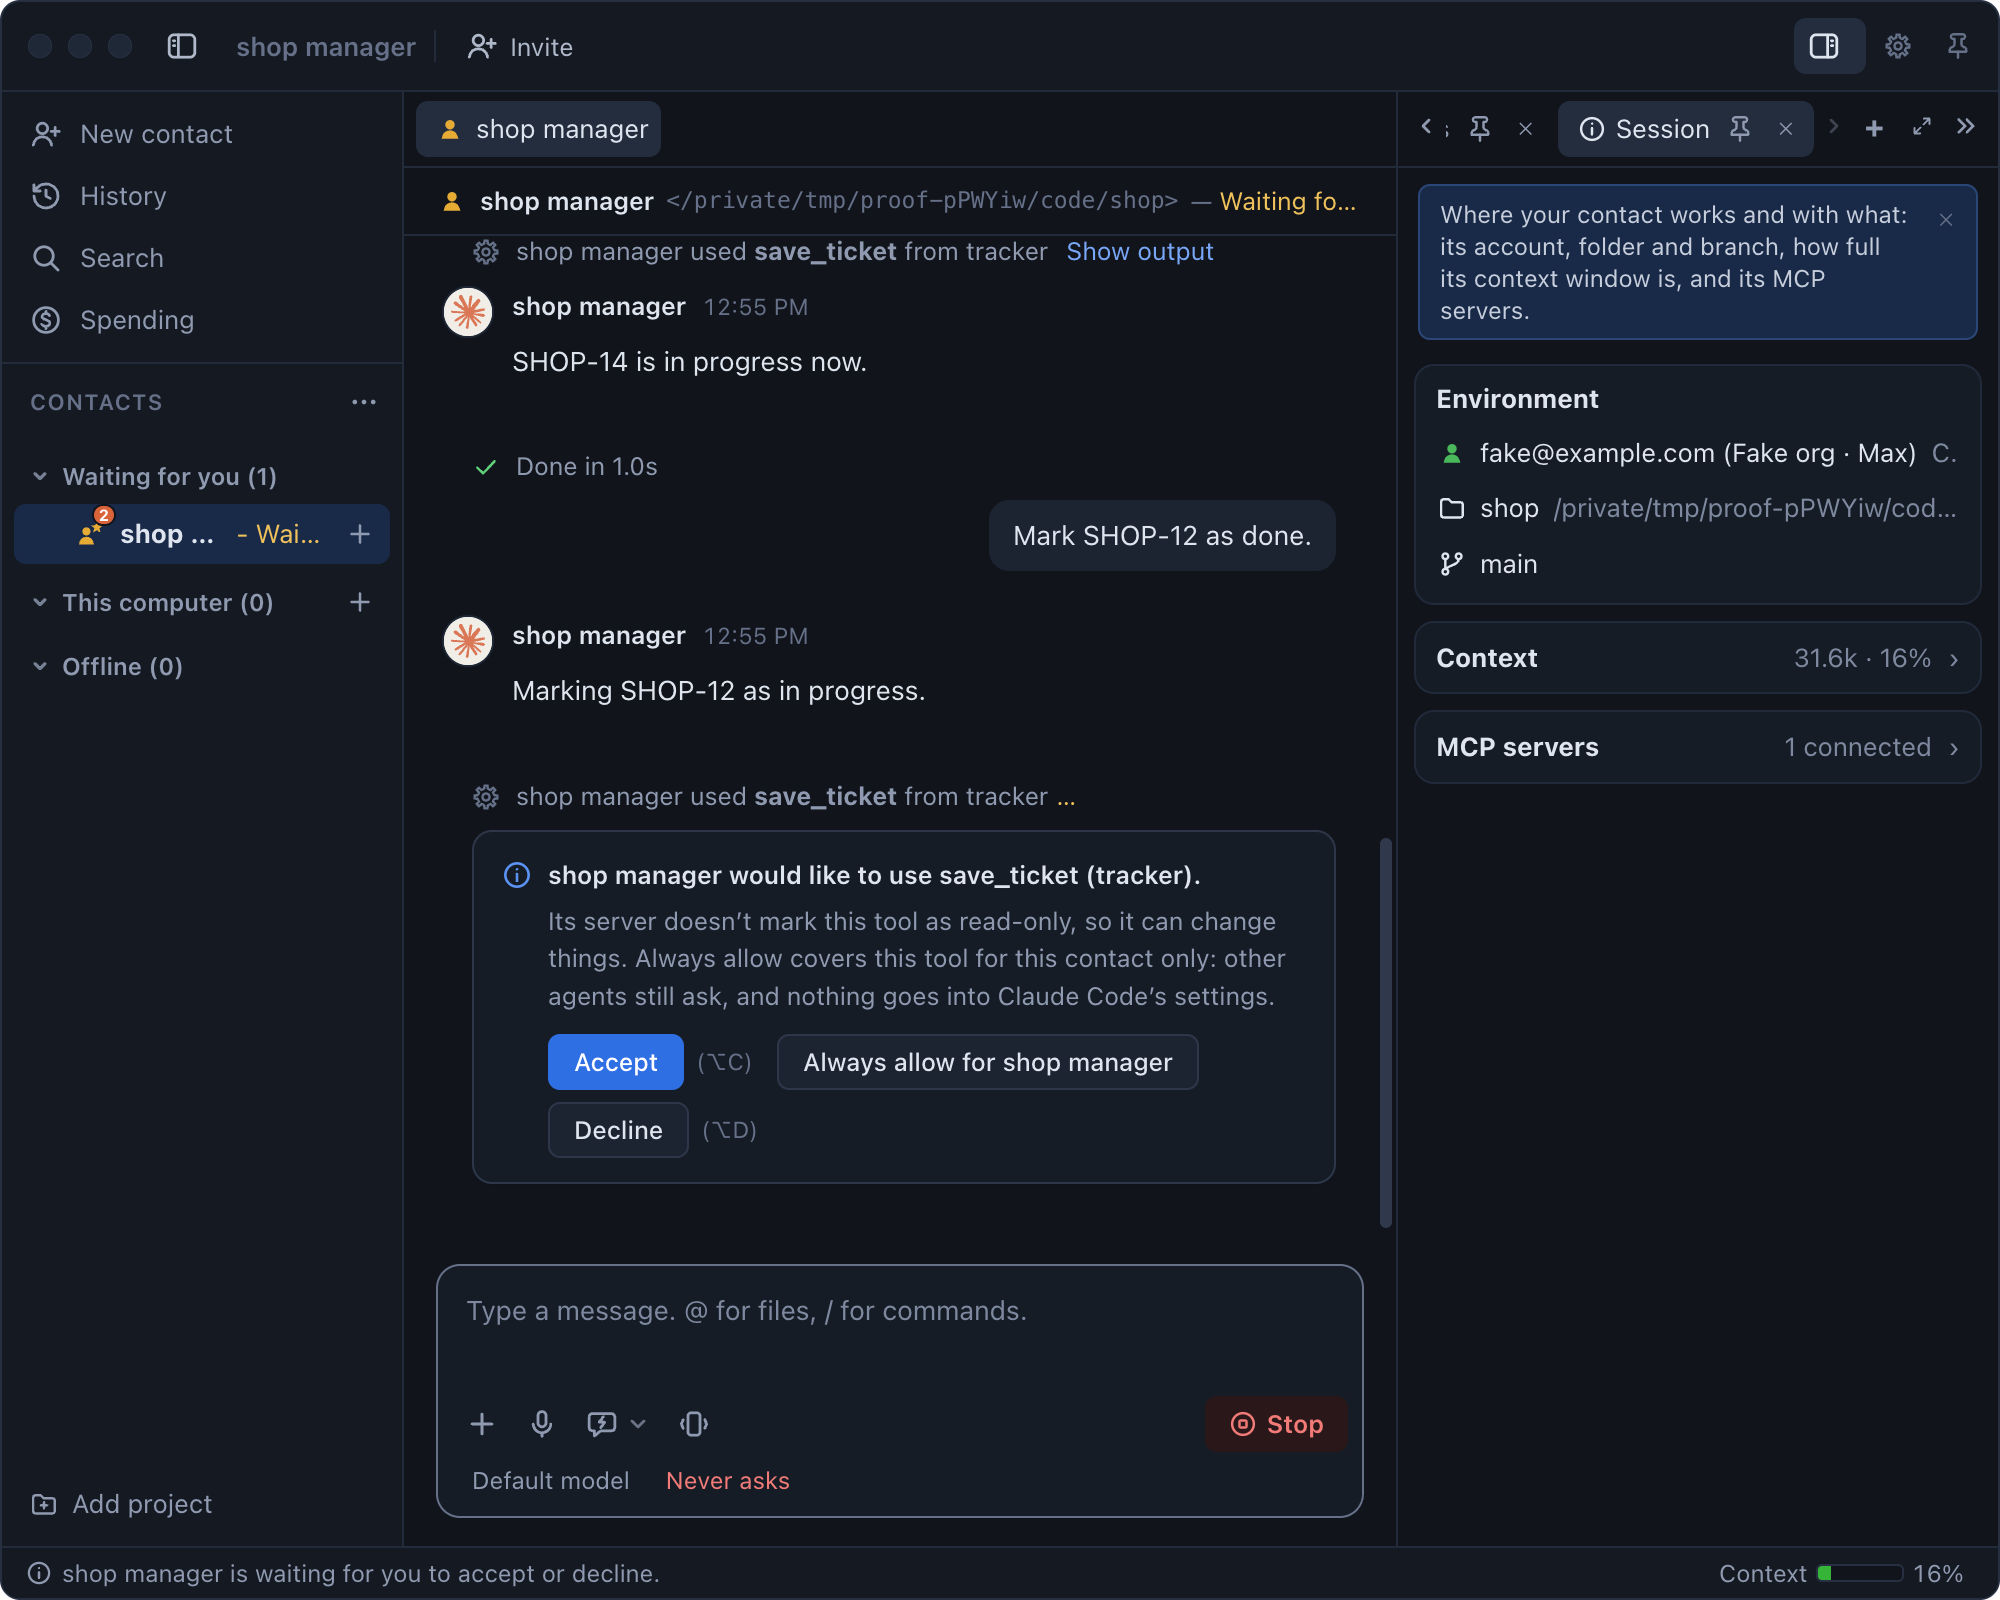 shop manager
Invite
New contact
History
Search
Spending
CONTACTS
Waiting for you (1)
2
shop ... - Wai...
This computer (0)
Offline (0)
Add project
shop manager
shop manager </private/tmp/proof-pPWYiw/code/shop> — Waiting fo...
shop manager used save_ticket from tracker Show output
shop manager 12:55 PM
SHOP-14 is in progress now.
Done in 1.0s
Mark SHOP-12 as done.
shop manager 12:55 PM
Marking SHOP-12 as in progress.
shop manager used save_ticket from tracker ...
shop manager would like to use save_ticket (tracker).
Its server doesn’t mark this tool as read-only, so it can change
things. Always allow covers this tool for this contact only: other
agents still ask, and nothing goes into Claude Code’s settings.
Accept (⌥C) Always allow for shop manager
Decline (⌥D)
Type a message. @ for files, / for commands.
Stop
Default model Never asks
Session
Where your contact works and with what:
its account, folder and branch, how full
its context window is, and its MCP
servers.
Environment
fake@example.com (Fake org · Max) C.
shop /private/tmp/proof-pPWYiw/cod...
main
Context 31.6k · 16%
MCP servers 1 connected
shop manager is waiting for you to accept or decline.
Context 16%